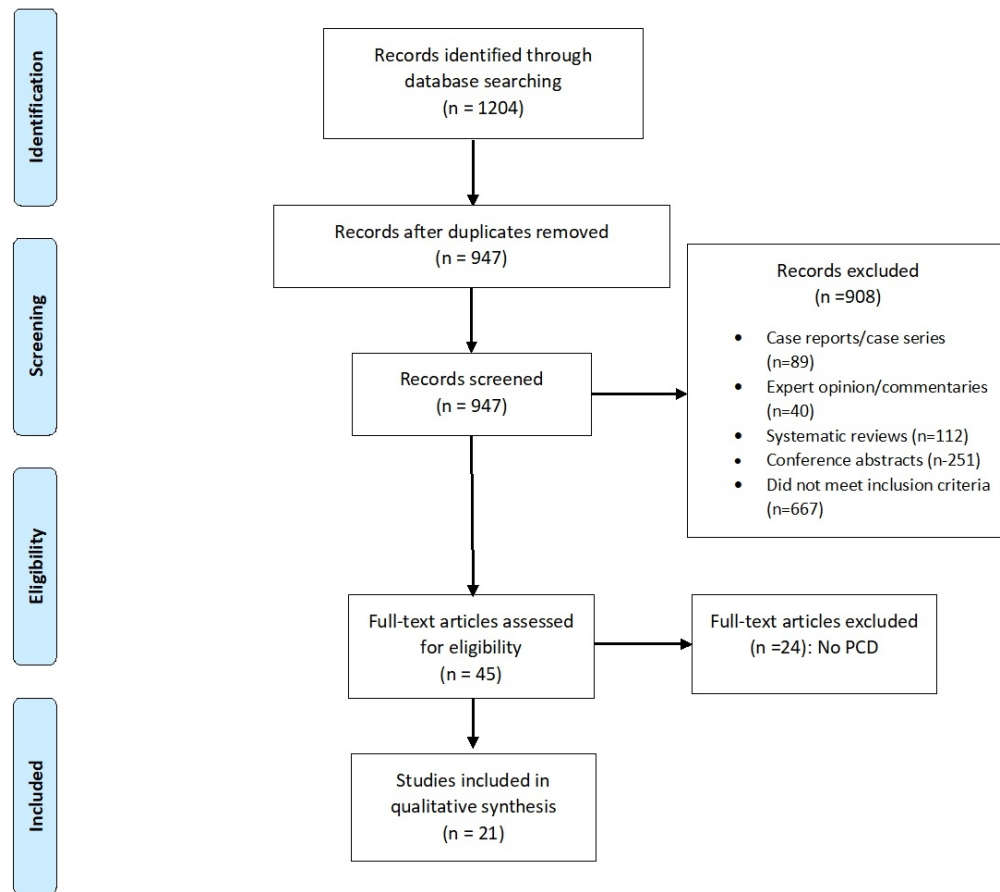 Identification
Records identified through
database searching
(n = 1204)
Records after duplicates removed
(n = 947)
Screening
Records screened
(n = 947)
Records excluded
(n =908)
• Case reports/case series
(n=89)
• Expert opinion/commentaries
(n=40)
• Systematic reviews (n=112)
• Conference abstracts (n-251)
• Did not meet inclusion criteria
(n=667)
Eligibility
Full-text articles assessed
for eligibility
(n = 45)
Full-text articles excluded
(n =24): No PCD
Included
Studies included in
qualitative synthesis
(n = 21)